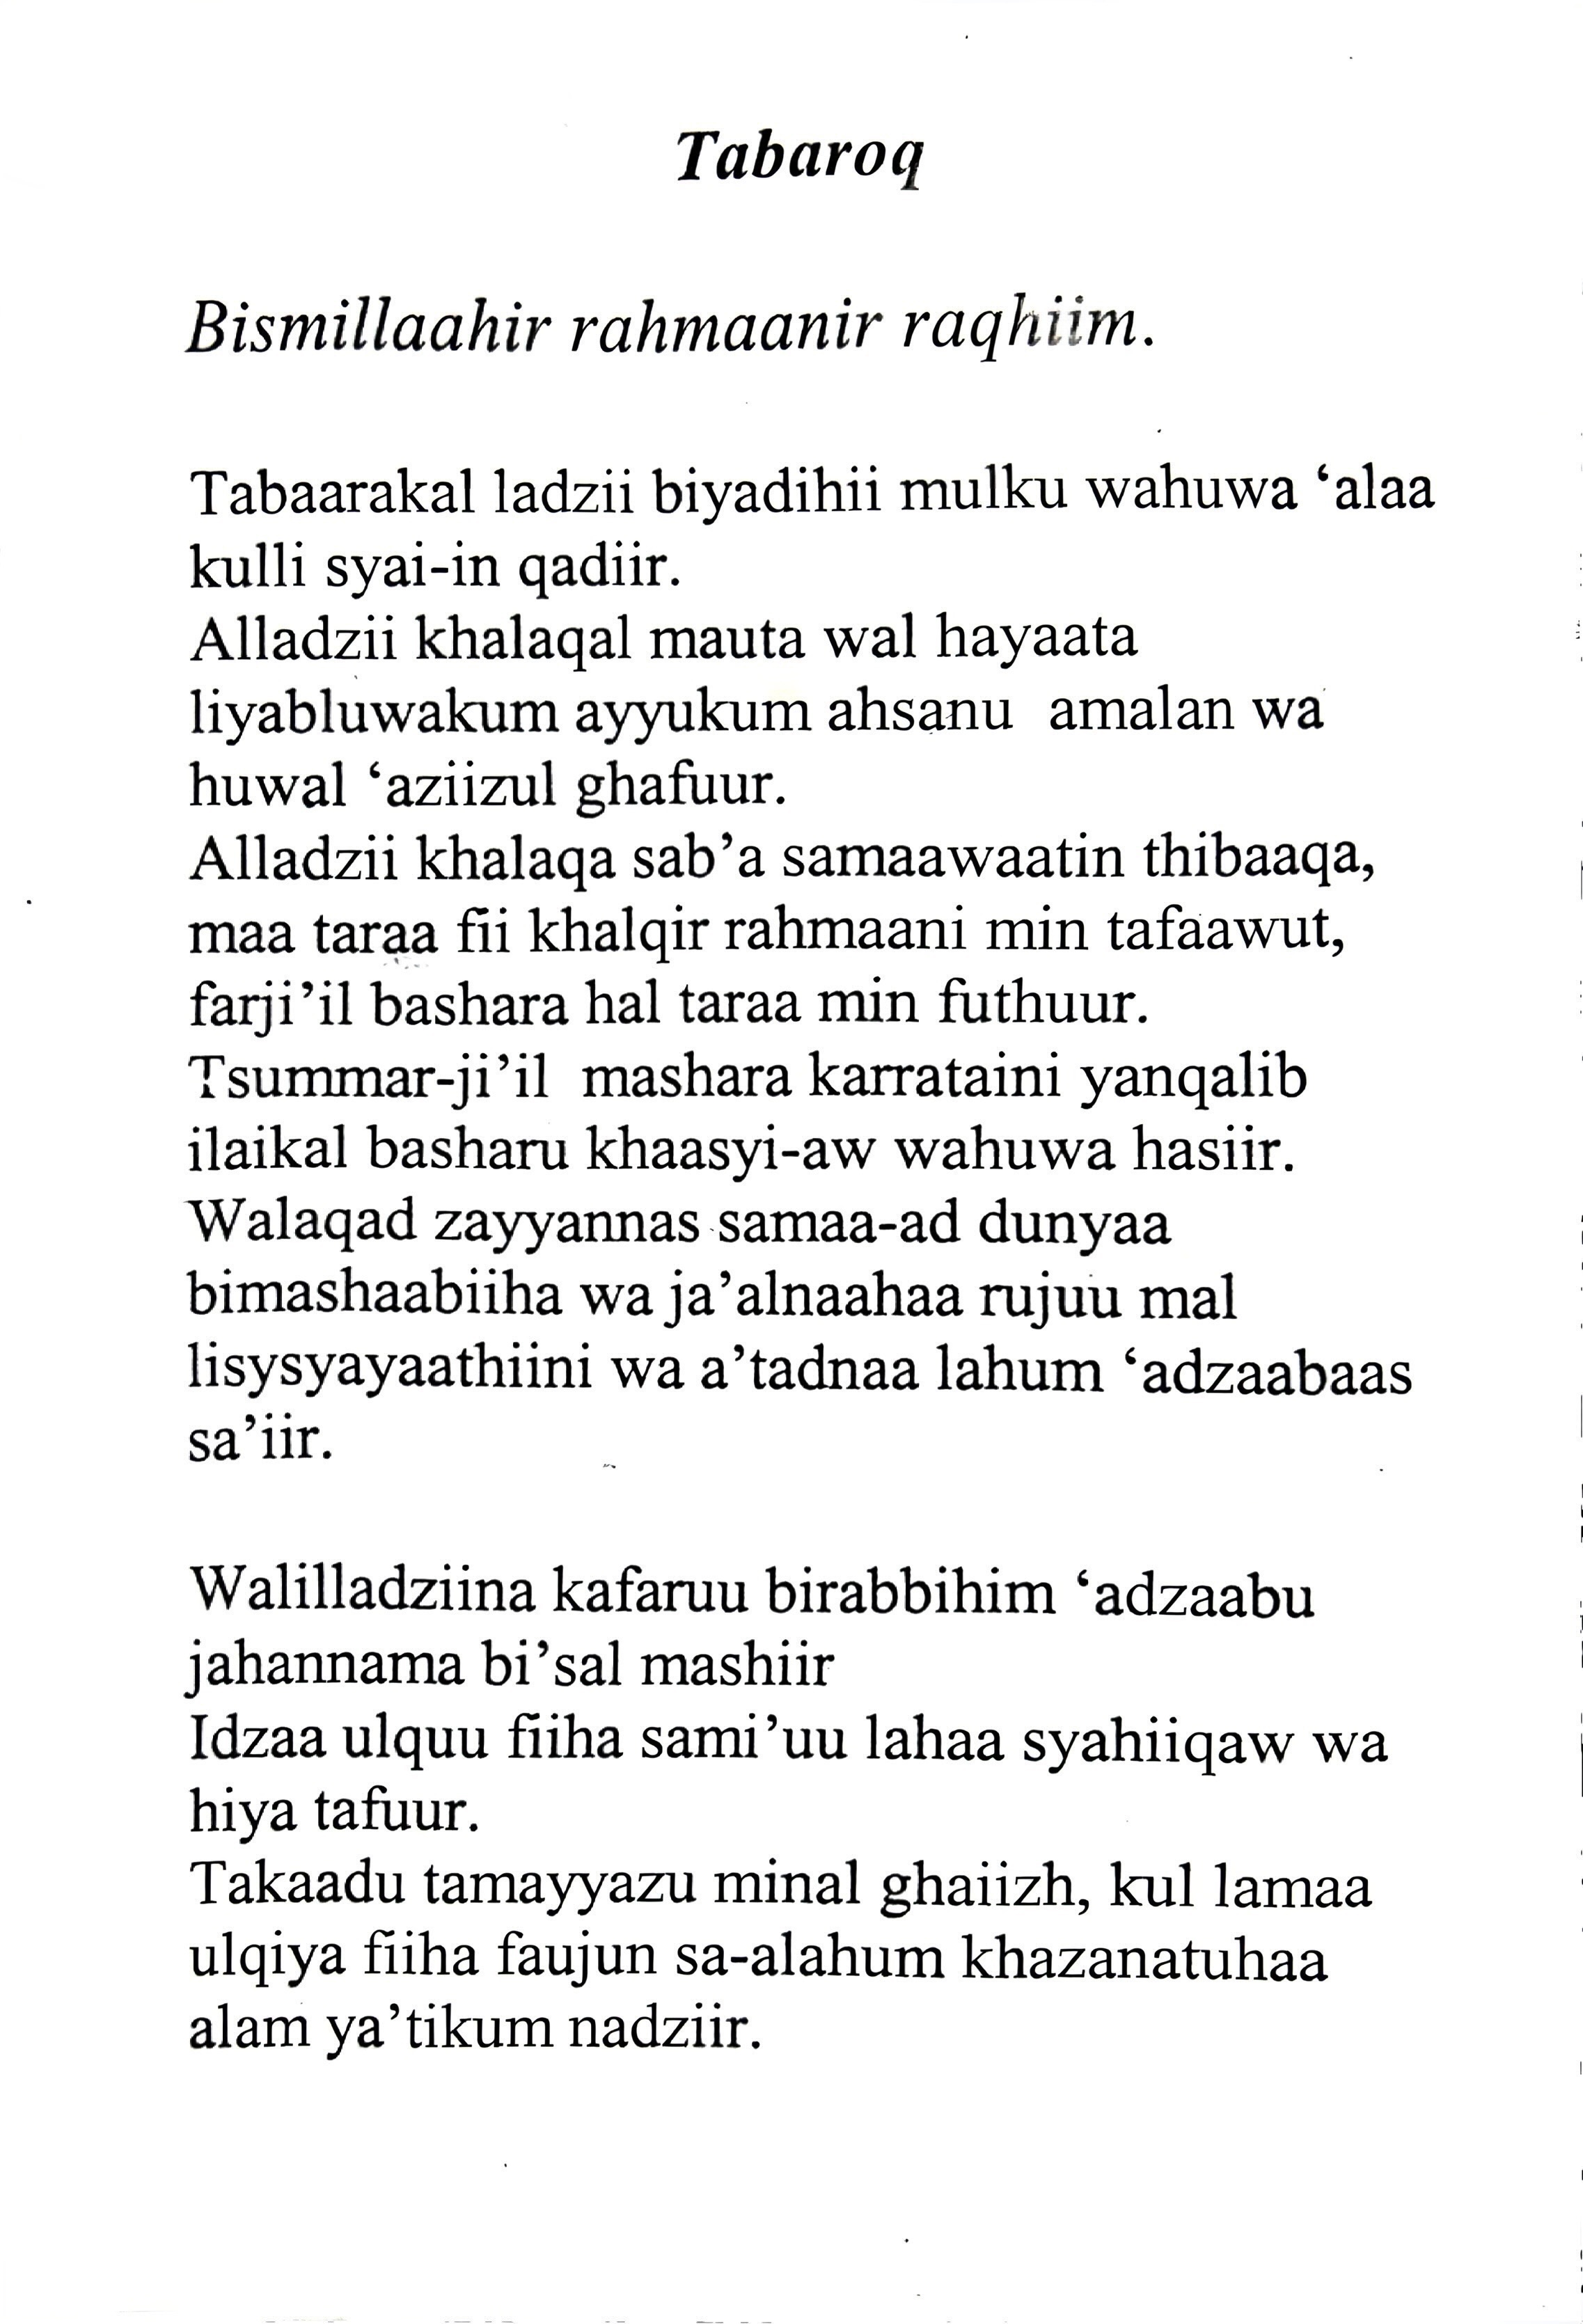 Tabaroq
Bismillaahir rahmaanir raqhiim.
Tabaarakal ladzii biyadihii mulku wahuwa ‘alaa
kulli syai-in qadiir.
Alladzii khalaqal mauta wal hayaata
liyabluwakum ayyukum ahsanu amalan wa
huwal ‘aziizul ghafuur.
Alladzii khalaqa sab’a samaawaatin thibaaqa,
maa taraa fii khalqir rahmaani min tafaawut,
farji’il bashara hal taraa min futhuur.
Tsummar-ji’il mashara karrataini yanqalib
ilaikal basharu khaasyi-aw wahuwa hasiir.
Walaqad zayyannas samaa-ad dunyaa
bimashaabiiha wa ja’alnaahaa rujuu mal
lisysyayaathiini wa a’tadnaa lahum ‘adzaabaas
sa’iir.
Walilladziina kafaruu birabbihim ‘adzaabu
jahannama bi’sal mashiir
Idzaa ulquu fiiha sami’uu lahaa syahiiqaw wa
hiya tafuur.
Takaadu tamayyazu minal ghaiizh, kul lamaa
ulqiya fiiha faujun sa-alahum khazanatuhaa
alam ya’tikum nadziir.